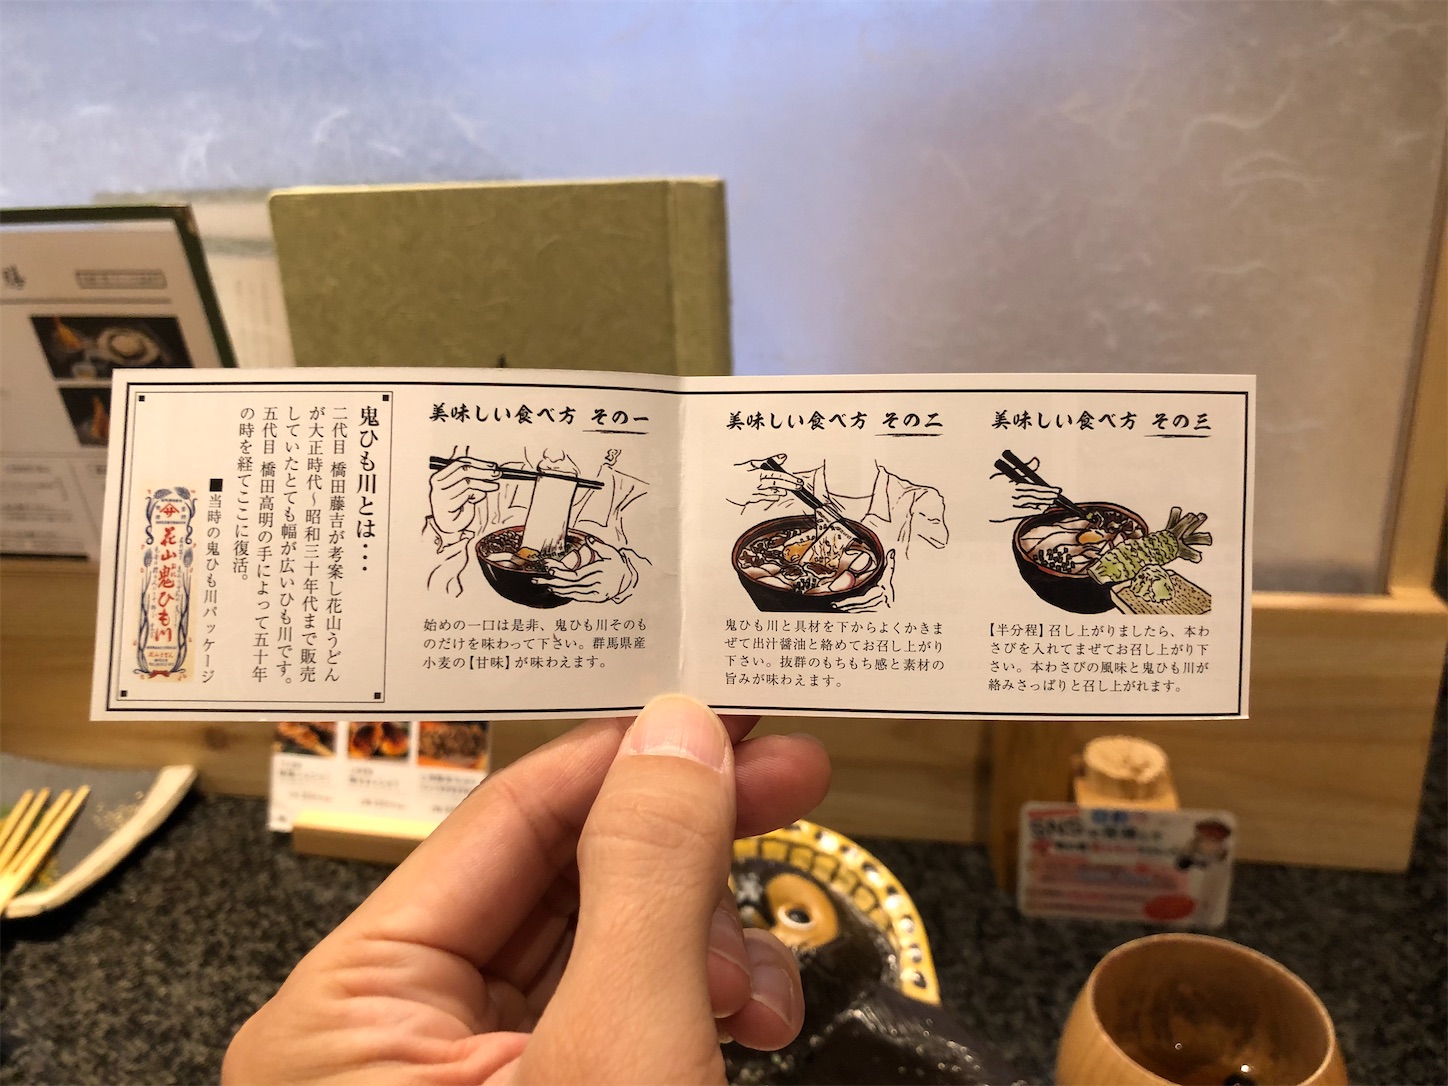 鬼ひも川とは・・・
二代目 橋田藤吉が考案し花山うどん
が大正時代～昭和三十年代まで販売
していたとても幅が広いひも川です。
五代目 橋田高明の手によって五十年
の時を経てここに復活。
■当時の鬼ひも川パッケージ
花山
鬼ひも川
美味しい食べ方 その一
始めの一口は是非、鬼ひも川そのも
のだけを味わって下さい。群馬県産
小麦の【甘味】が味わえます。
美味しい食べ方 その二
鬼ひも川と具材を下からよくかきま
ぜて出汁醤油と絡めてお召し上がり
下さい。抜群のもちもち感と素材の
旨みが味わえます。
美味しい食べ方 その三
【半分程】召し上がりましたら、本わ
さびを入れてまぜてお召し上がり下
さい。本わさびの風味と鬼ひも川が
絡みさっぱりと召し上がれます。
SNS